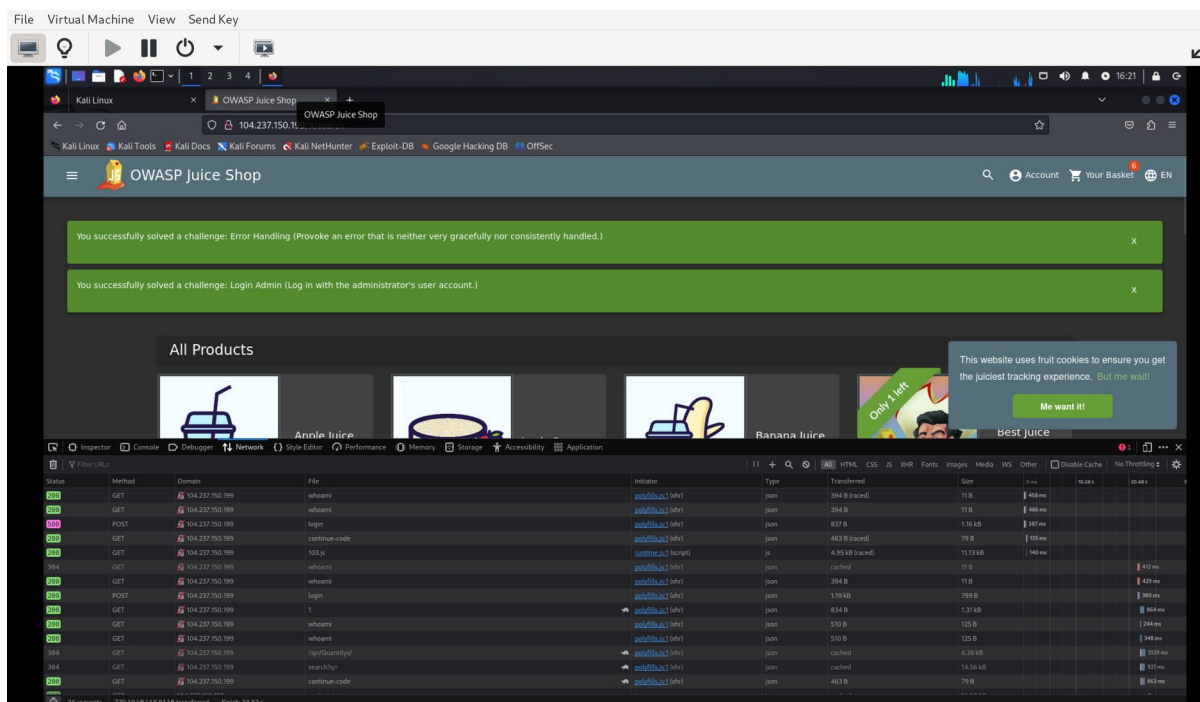 File Virtual Machine View Send Key
1 2 3 4 16:21
Kali Linux × OWASP Juice Shop × +
OWASP Juice Shop
104.237.150.19
Kali Linux Kali Tools Kali Docs Kali Forums Kali NetHunter Exploit-DB Google Hacking DB OffSec
OWASP Juice Shop Account Your Basket 6 EN
You successfully solved a challenge: Error Handling (Provoke an error that is neither very gracefully nor consistently handled.) X
You successfully solved a challenge: Login Admin (Log in with the administrator's user account.) X
All Products
This website uses fruit cookies to ensure you get
the juiciest tracking experience. But me wait!
Me want it!
Only 1 left
Apple Juice Banana Juice Best Juice
Inspector Console Debugger Network Style Editor Performance Memory Storage Accessibility Application 1
Filter URLs All HTML CSS JS XHR Fonts Images Media WS Other Disable Cache No Throttling
Status Method Domain File Initiator Type Transferred Size 0 ms 10.24 s 20.48 s
200 GET 104.237.150.199 whoami polyfills.js:1 (xhr) json 394 B (raced) 11 B 458 ms
200 GET 104.237.150.199 whoami polyfills.js:1 (xhr) json 394 B 11 B 486 ms
500 POST 104.237.150.199 login polyfills.js:1 (xhr) json 837 B 1.16 kB 387 ms
200 GET 104.237.150.199 continue-code polyfills.js:1 (xhr) json 463 B (raced) 79 B 135 ms
200 GET 104.237.150.199 103.js runtime.js:1 (script) js 4.95 kB (raced) 11.13 kB 140 ms
304 GET 104.237.150.199 whoami polyfills.js:1 (xhr) json cached 11 B 412 ms
200 GET 104.237.150.199 whoami polyfills.js:1 (xhr) json 394 B 11 B 429 ms
200 POST 104.237.150.199 login polyfills.js:1 (xhr) json 1.19 kB 799 B 380 ms
200 GET 104.237.150.199 1 polyfills.js:1 (xhr) json 834 B 1.31 kB 864 ms
200 GET 104.237.150.199 whoami polyfills.js:1 (xhr) json 510 B 125 B 244 ms
200 GET 104.237.150.199 whoami polyfills.js:1 (xhr) json 510 B 125 B 348 ms
304 GET 104.237.150.199 /api/Quantitys/ polyfills.js:1 (xhr) json cached 6.26 kB 1029 ms
304 GET 104.237.150.199 search?q= polyfills.js:1 (xhr) json cached 14.56 kB 927 ms
200 GET 104.237.150.199 continue-code polyfills.js:1 (xhr) json 463 B 79 B 863 ms